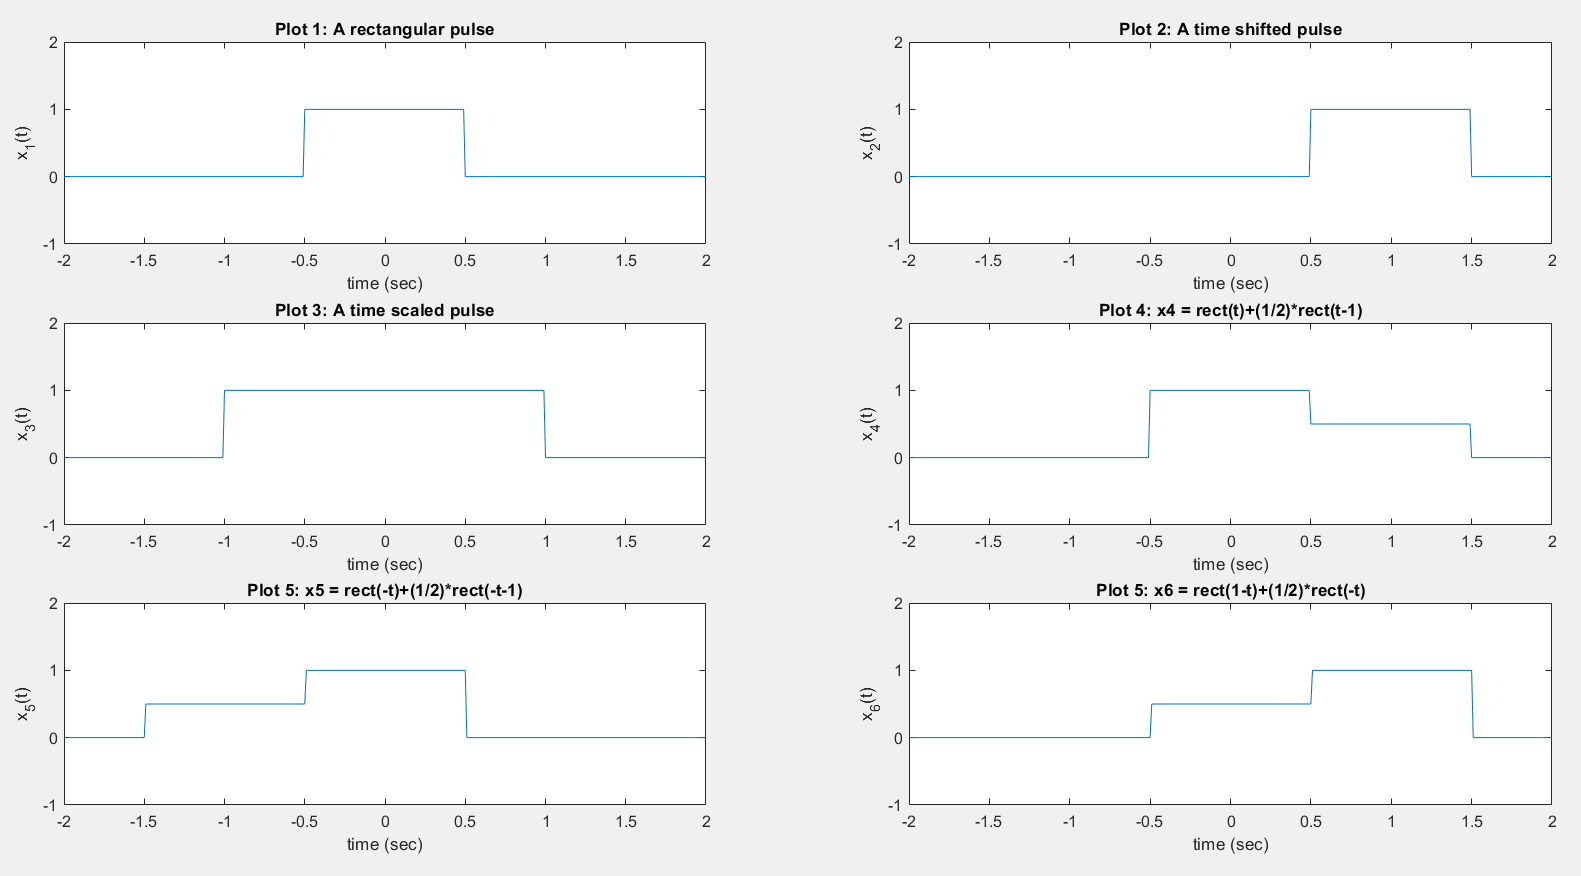 Plot 1: A rectangular pulse
2
1
0
-1
x1(t)
-2 -1.5 -1 -0.5 0 0.5 1 1.5 2
time (sec)
Plot 2: A time shifted pulse
2
1
0
-1
x2(t)
-2 -1.5 -1 -0.5 0 0.5 1 1.5 2
time (sec)
Plot 3: A time scaled pulse
2
1
0
-1
x3(t)
-2 -1.5 -1 -0.5 0 0.5 1 1.5 2
time (sec)
Plot 4: x4 = rect(t)+(1/2)*rect(t-1)
2
1
0
-1
x4(t)
-2 -1.5 -1 -0.5 0 0.5 1 1.5 2
time (sec)
Plot 5: x5 = rect(-t)+(1/2)*rect(-t-1)
2
1
0
-1
x5(t)
-2 -1.5 -1 -0.5 0 0.5 1 1.5 2
time (sec)
Plot 5: x6 = rect(1-t)+(1/2)*rect(-t)
2
1
0
-1
x6(t)
-2 -1.5 -1 -0.5 0 0.5 1 1.5 2
time (sec)